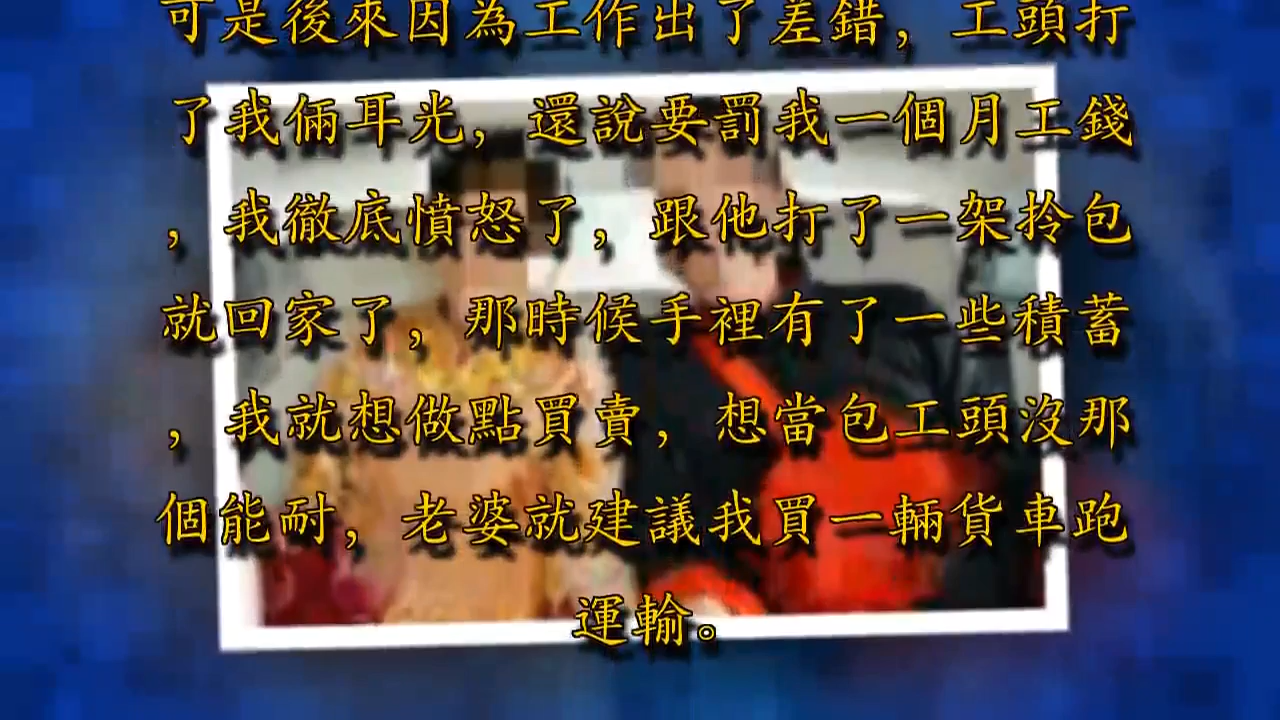 可是後來因為工作出了差錯，工頭打
了我倆耳光，還說要罰我一個月工錢
，我徹底憤怒了，跟他打了一架拎包
就回家了，那時候手裡有了一些積蓄
，我就想做點買賣，想當包工頭沒那
個能耐，老婆就建議我買一輛貨車跑
運輸。